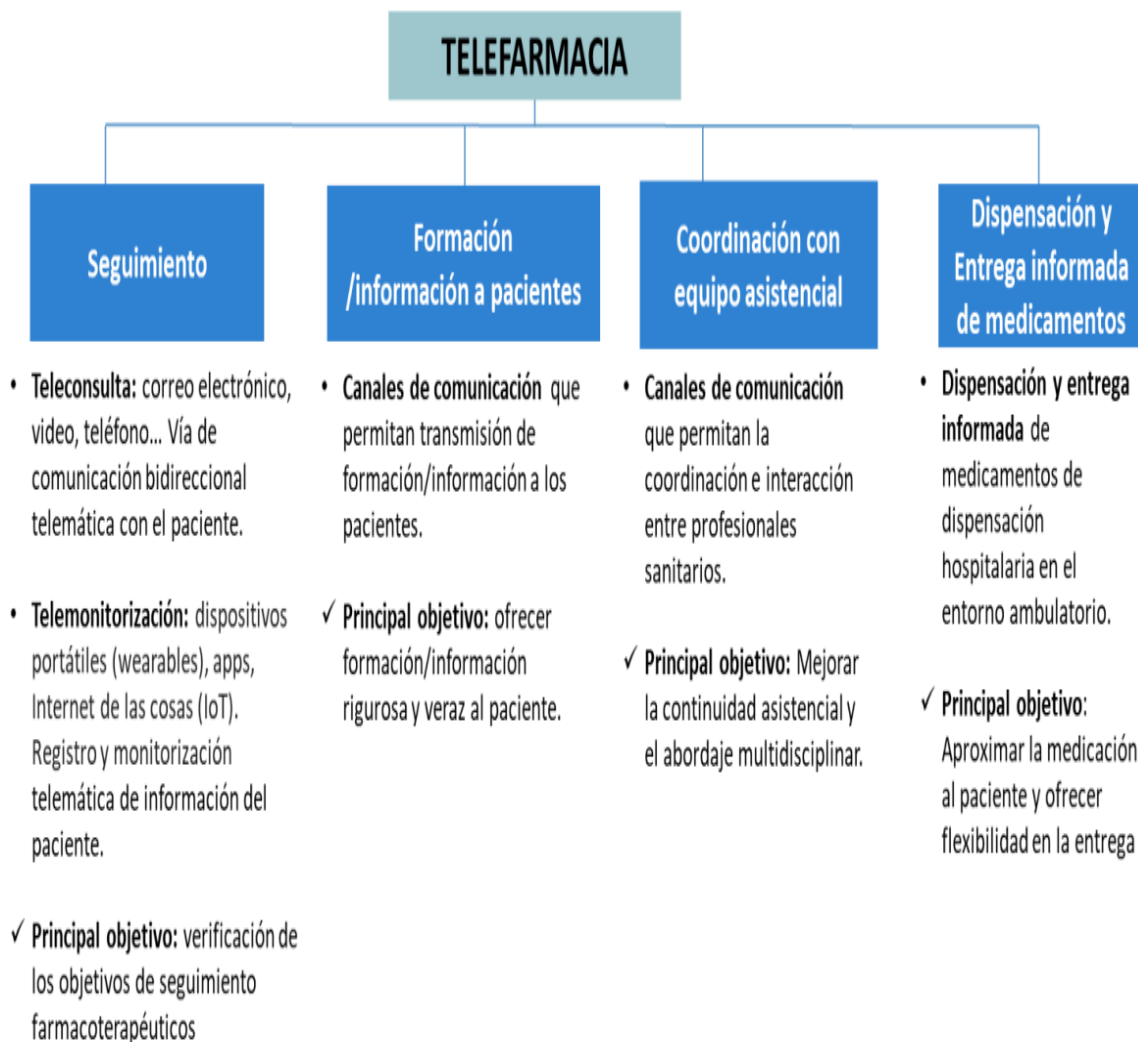 TELEFARMACIA
Seguimiento
• Teleconsulta: correo electrónico,
video, teléfono... Vía de
comunicación bidireccional
telemática con el paciente.
• Telemonitorización: dispositivos
portátiles (wearables), apps,
Internet de las cosas (IoT).
Registro y monitorización
telemática de información del
paciente.
✓ Principal objetivo: verificación de
los objetivos de seguimiento
farmacoterapéuticos
Formación
/información a pacientes
• Canales de comunicación que
permitan transmisión de
formación/información a los
pacientes.
✓ Principal objetivo: ofrecer
formación/información
rigurosa y veraz al paciente.
Coordinación con
equipo asistencial
• Canales de comunicación
que permitan la
coordinación e interacción
entre profesionales
sanitarios.
✓ Principal objetivo: Mejorar
la continuidad asistencial y
el abordaje multidisciplinar.
Dispensación y
Entrega informada
de medicamentos
• Dispensación y entrega
informada de
medicamentos de
dispensación
hospitalaria en el
entorno ambulatorio.
✓ Principal objetivo:
Aproximar la medicación
al paciente y ofrecer
flexibilidad en la entrega